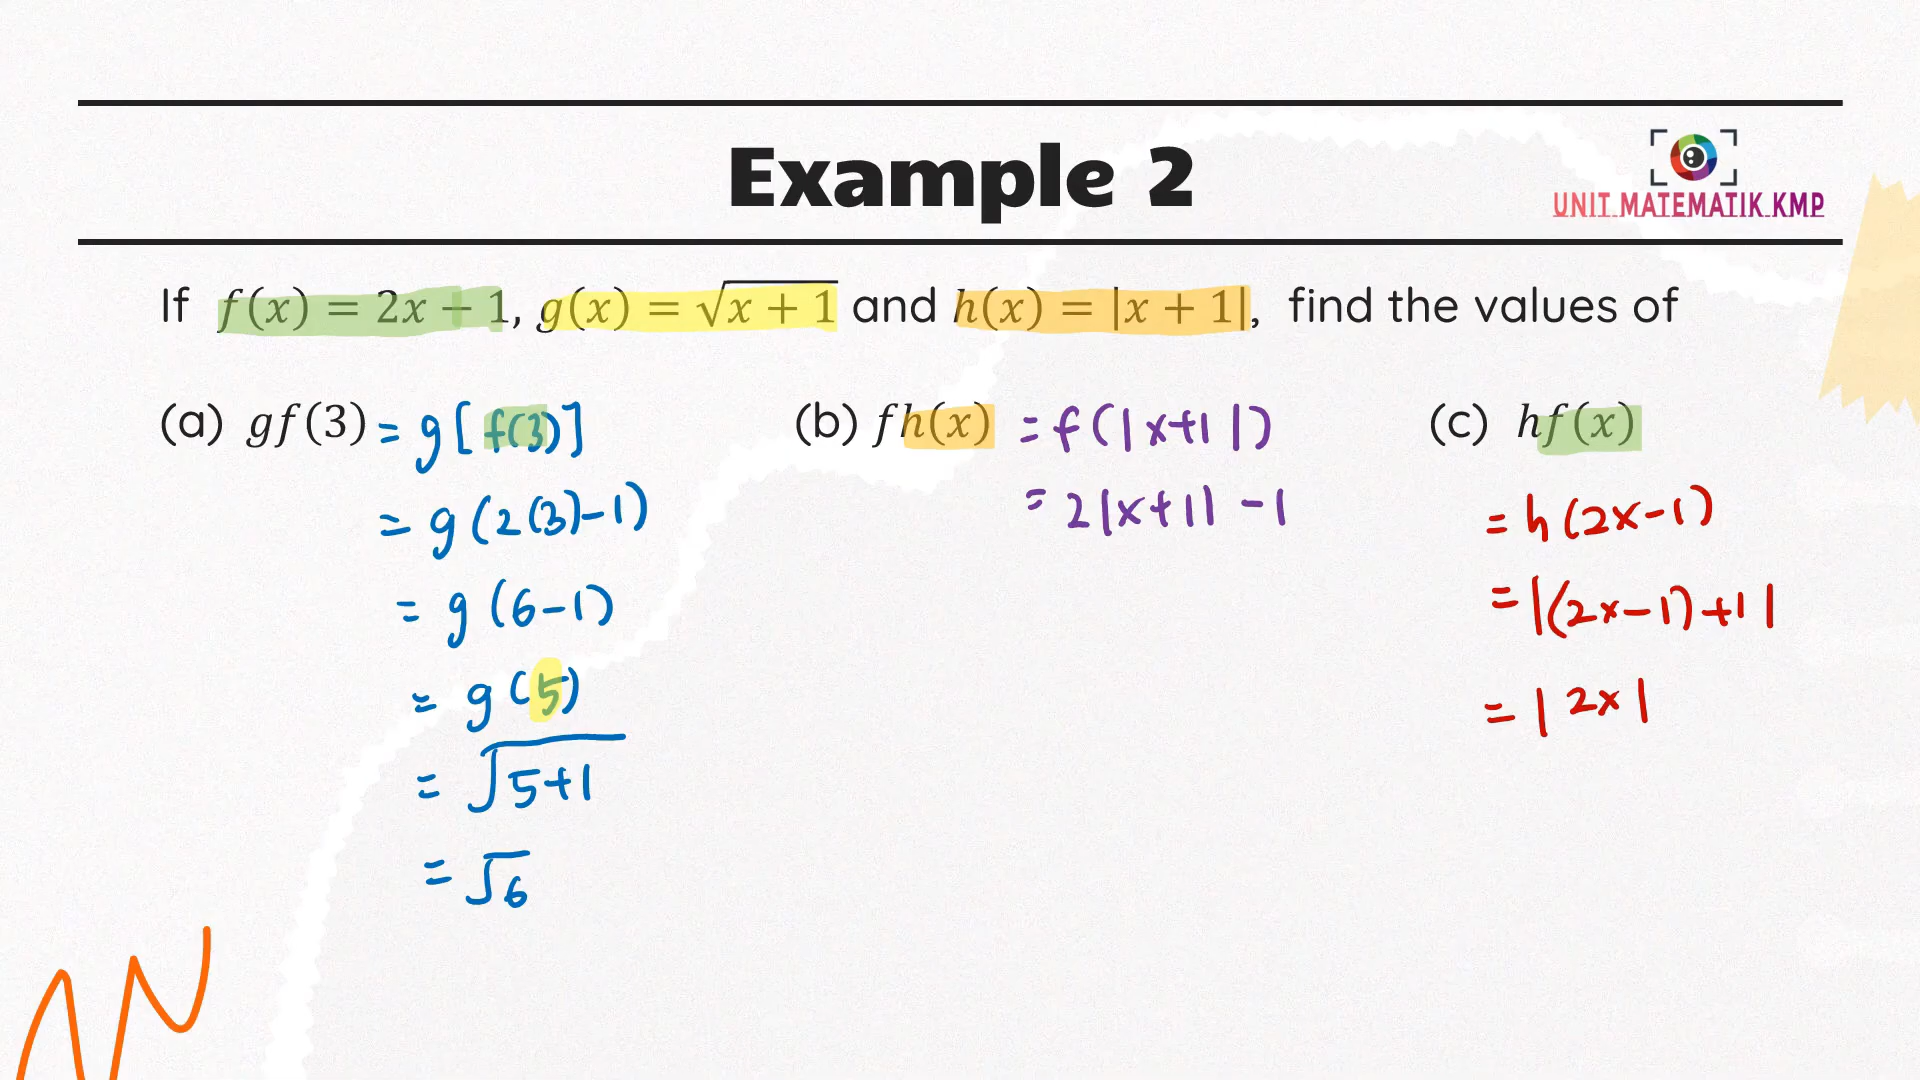 Example 2
UNIT MATEMATIK KMP
If f(x) = 2x − 1, g(x) = √(x + 1) and h(x) = |x + 1|, find the values of
(a) gf(3) = g[f(3)]
= g(2(3)−1)
= g(6−1)
= g(5)
= √(5+1)
= √6
(b) fh(x) = f(|x+1|)
= 2|x+1| − 1
(c) hf(x)
= h(2x−1)
= |(2x−1)+1|
= |2x|